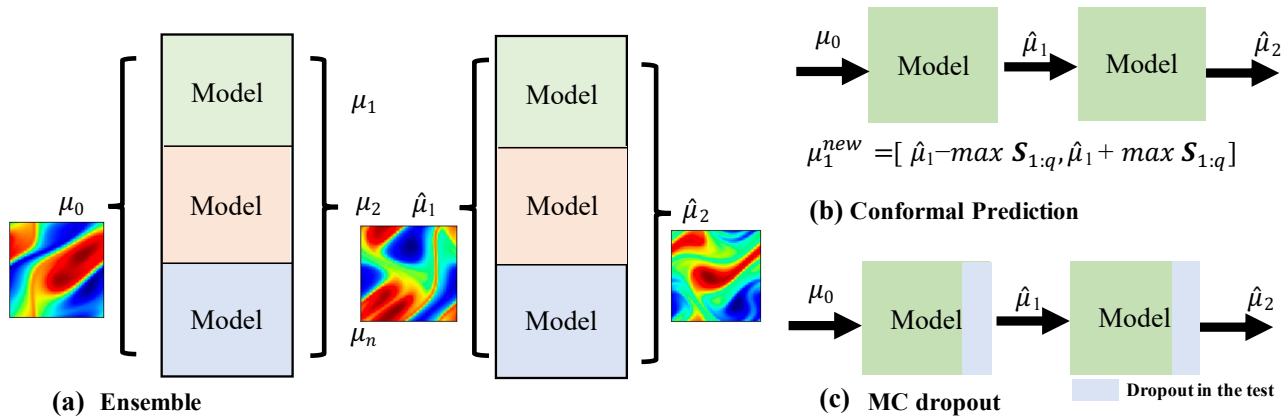 μ₀
Model
Model
Model
μ₁
μ₂
μₙ
μ̂₁
Model
Model
Model
μ̂₂
(a) Ensemble
μ₀
Model
μ̂₁
Model
μ̂₂
μ₁ⁿᵉʷ =[ μ̂₁−max S₁:q, μ̂₁+ max S₁:q]
(b) Conformal Prediction
μ₀
Model
μ̂₁
Model
μ̂₂
Dropout in the test
(c) MC dropout